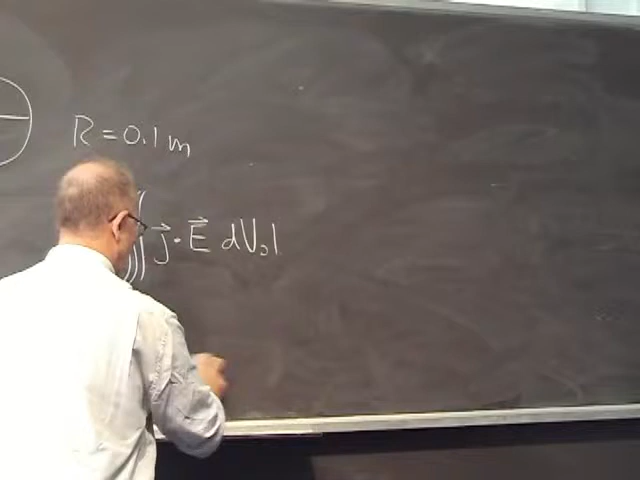 R = 0.1 m
∭ j⃗ · E⃗ dVol